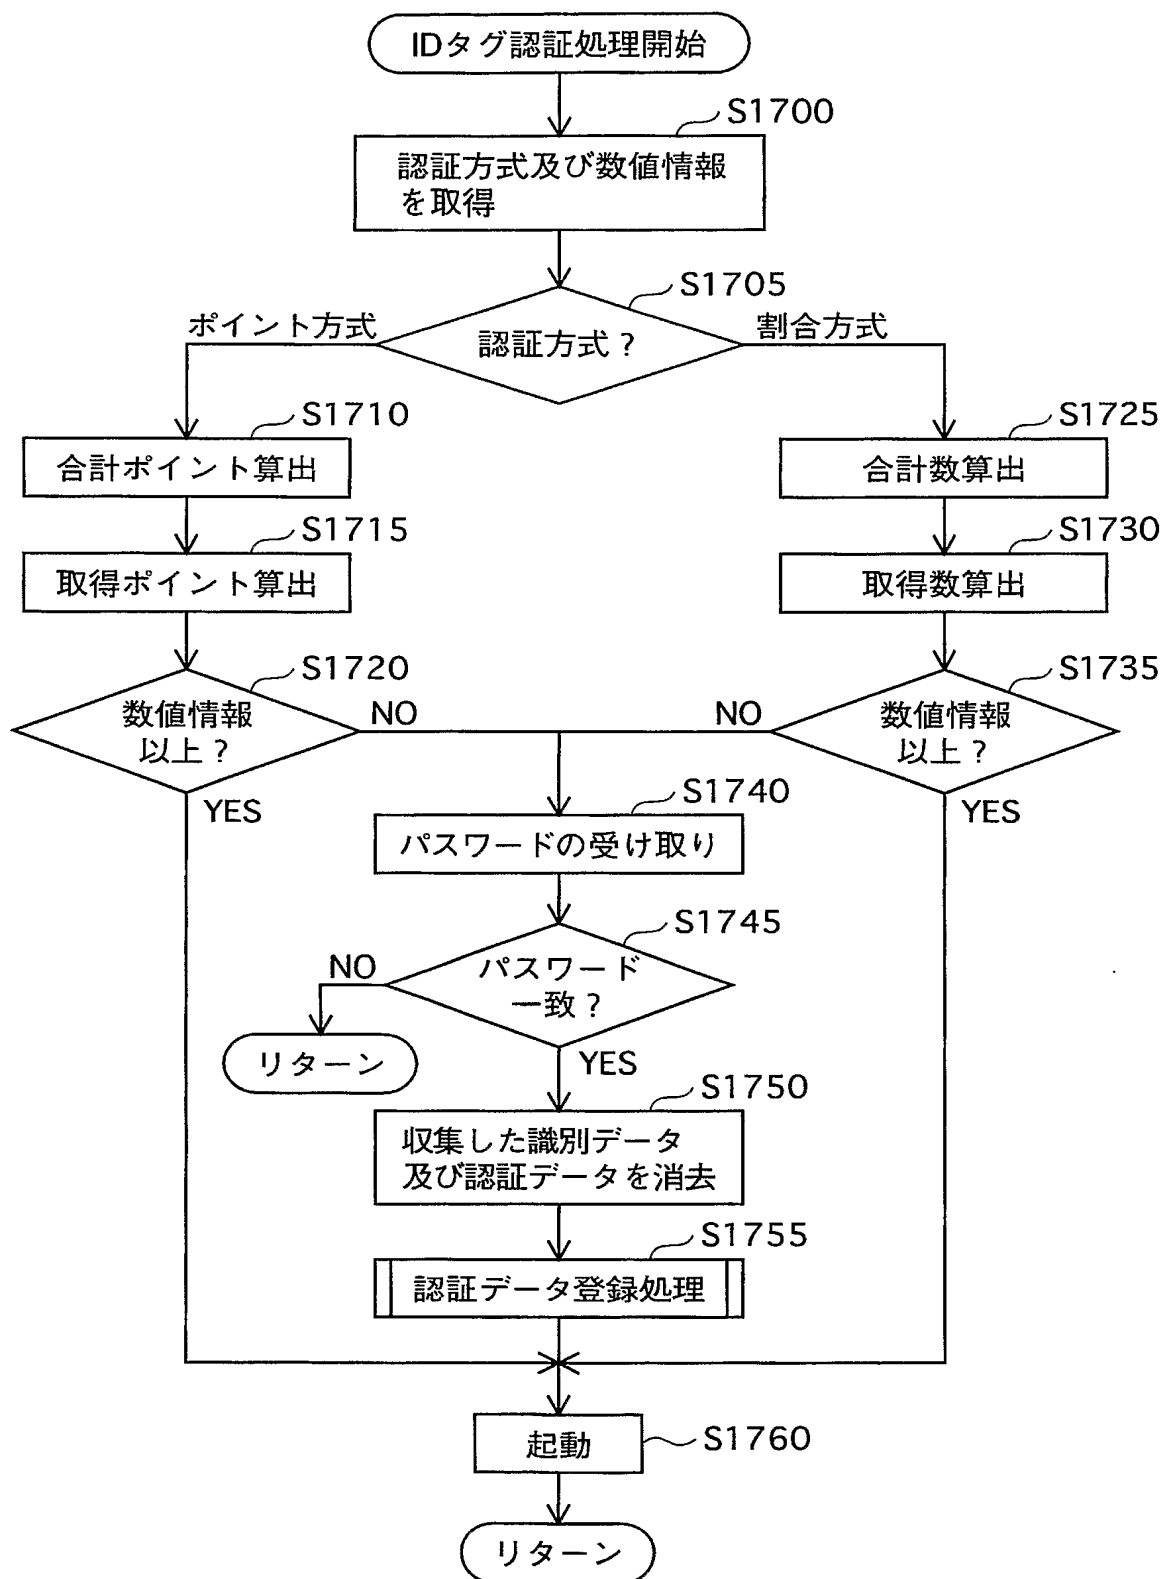 IDタグ認証処理開始
S1700
認証方式及び数値情報
を取得
S1705
認証方式?
ポイント方式
割合方式
S1710
合計ポイント算出
S1725
合計数算出
S1715
取得ポイント算出
S1730
取得数算出
S1720
数値情報
以上?
NO
YES
S1735
数値情報
以上?
NO
YES
S1740
パスワードの受け取り
S1745
パスワード
一致?
NO
リターン
YES
S1750
収集した識別データ
及び認証データを消去
S1755
認証データ登録処理
起動
S1760
リターン